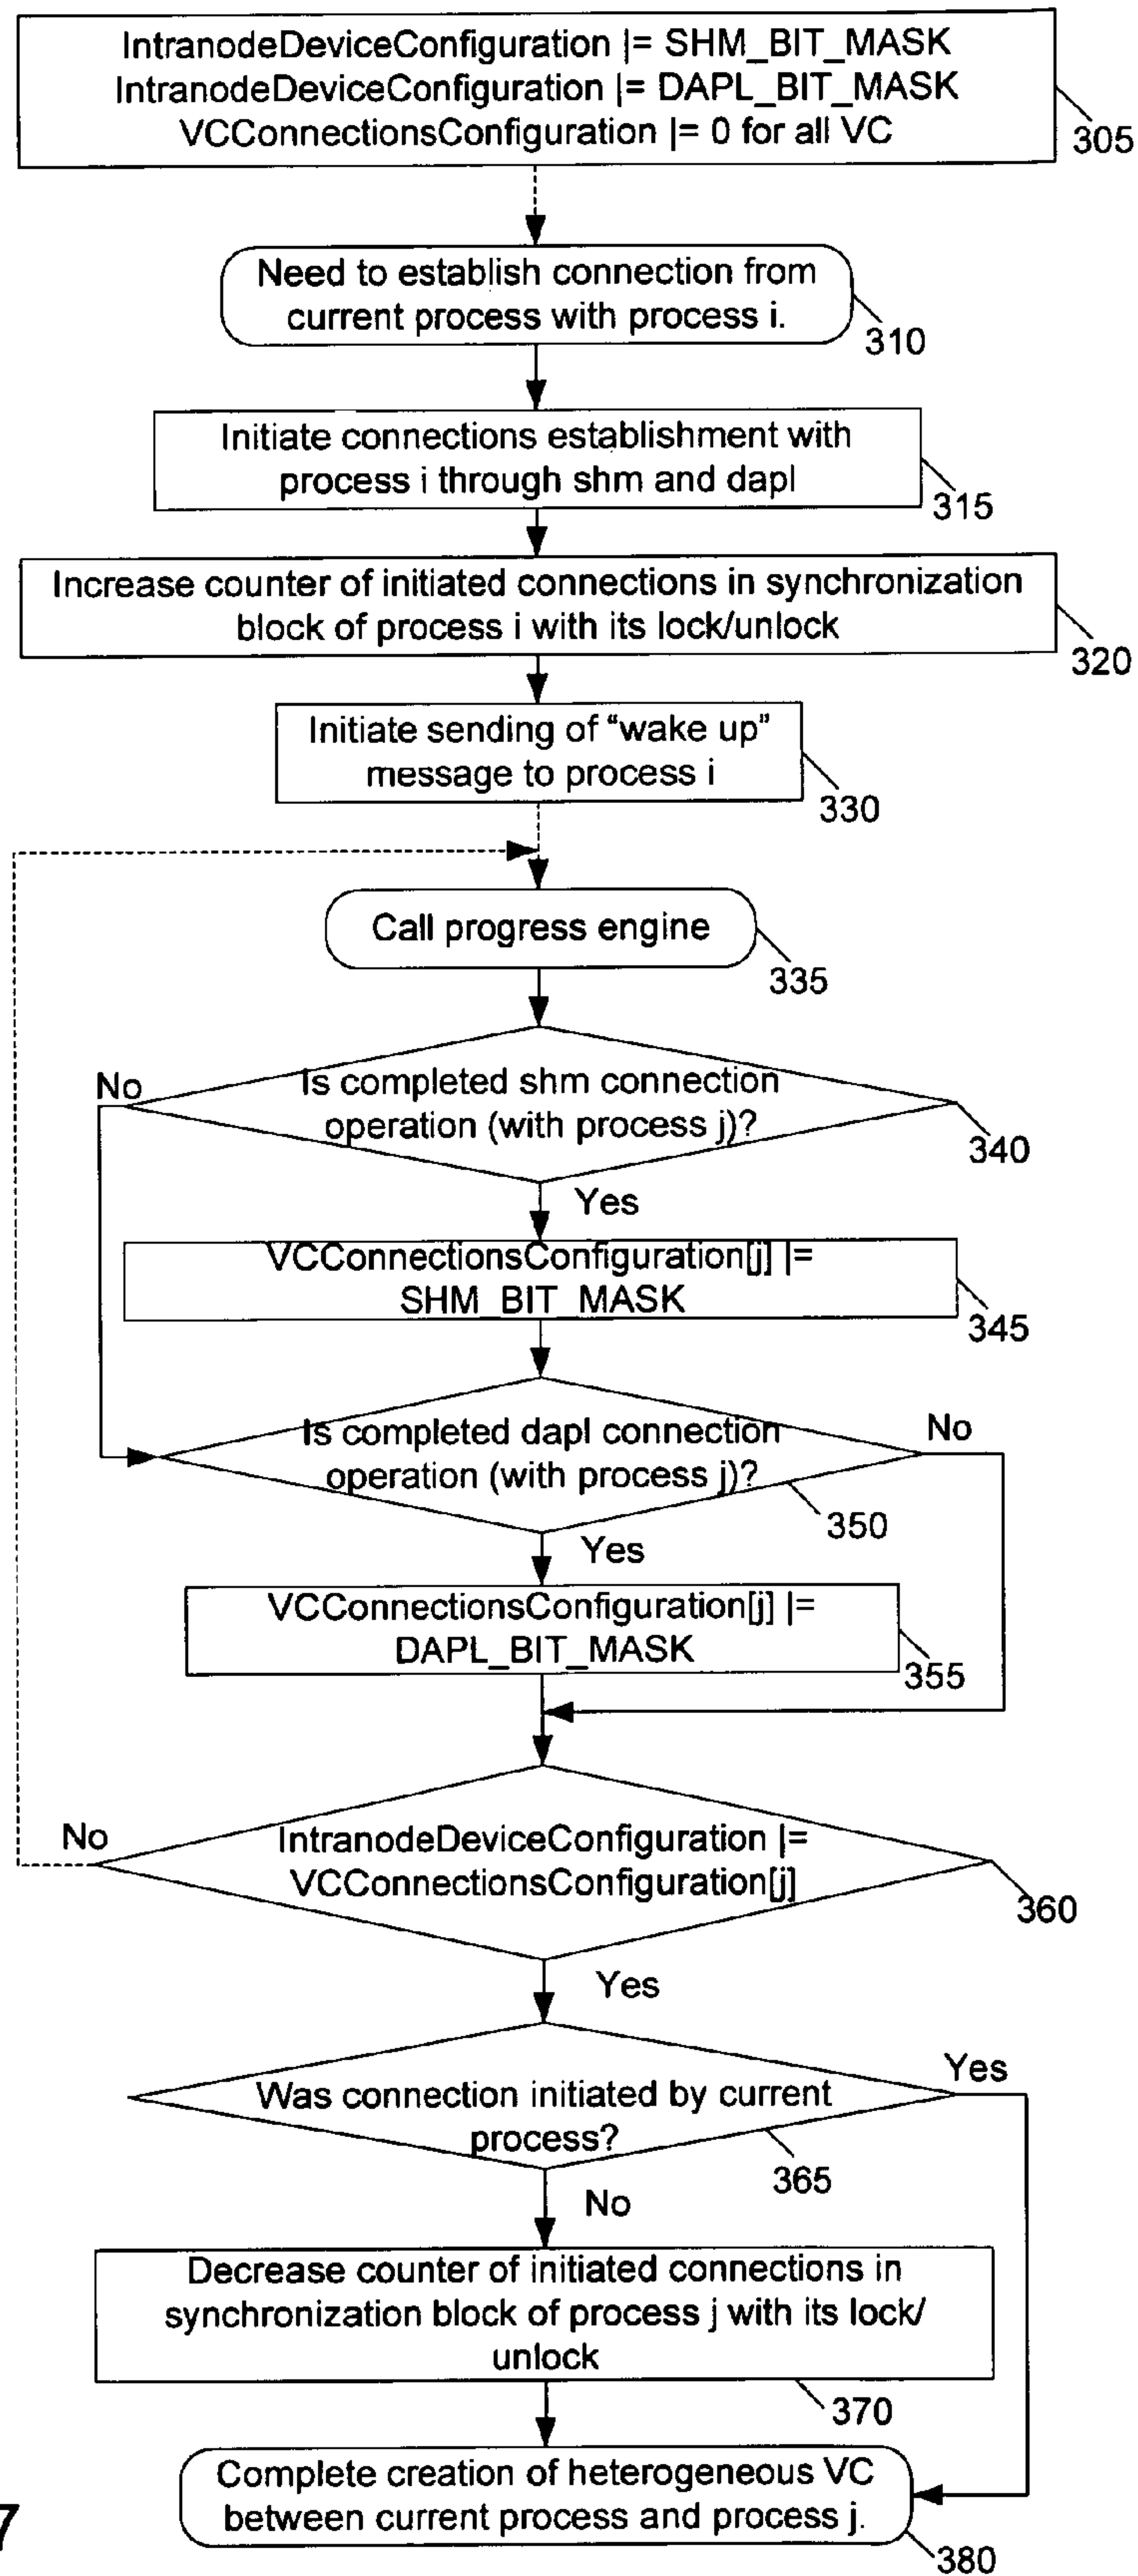 IntranodeDeviceConfiguration |= SHM_BIT_MASK
IntranodeDeviceConfiguration |= DAPL_BIT_MASK
VCConnectionsConfiguration |= 0 for all VC
305
Need to establish connection from
current process with process i.
310
Initiate connections establishment with
process i through shm and dapl
315
Increase counter of initiated connections in synchronization
block of process i with its lock/unlock
320
Initiate sending of “wake up”
message to process i
330
Call progress engine
335
No
Is completed shm connection
operation (with process j)?
340
Yes
VCConnectionsConfiguration[j] |=
SHM_BIT_MASK
345
Is completed dapl connection
operation (with process j)?
No
350
Yes
VCConnectionsConfiguration[j] |=
DAPL_BIT_MASK
355
No
IntranodeDeviceConfiguration |=
VCConnectionsConfiguration[j]
360
Yes
Was connection initiated by current
process?
Yes
365
No
Decrease counter of initiated connections in
synchronization block of process j with its lock/
unlock
370
Complete creation of heterogeneous VC
between current process and process j.
380
7